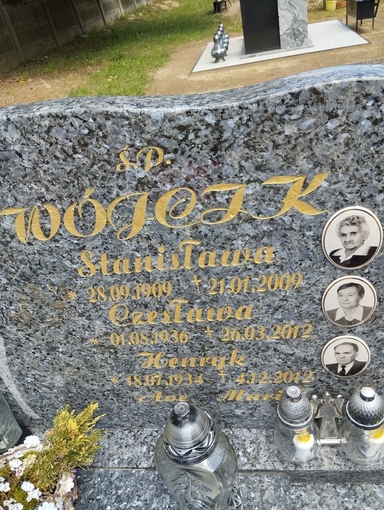 ŚP.
WÓJCIK
Stanisława
* 28.09.1909 † 21.01.2009
Czesława
* 01.08.1936 † 26.03.2012
Henryk
* 18.07.1934 † 4.12.2012
Ave